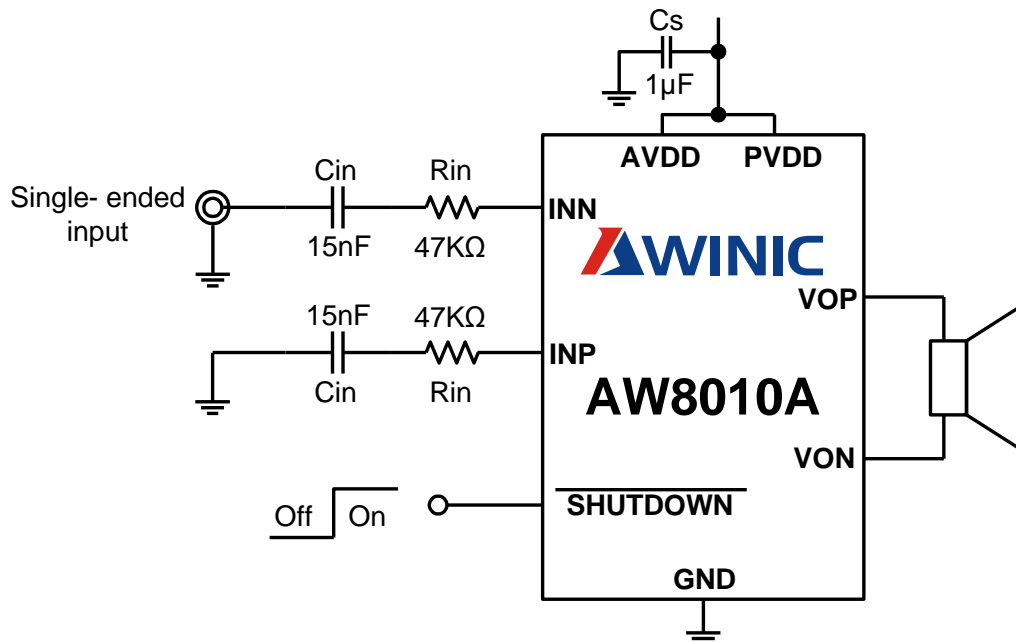 Cs
1µF
AVDD PVDD
Cin Rin
Single- ended
input
INN
15nF 47KΩ
AWINIC
VOP
15nF 47KΩ
INP
Cin Rin
AW8010A
VON
Off On
SHUTDOWN
GND